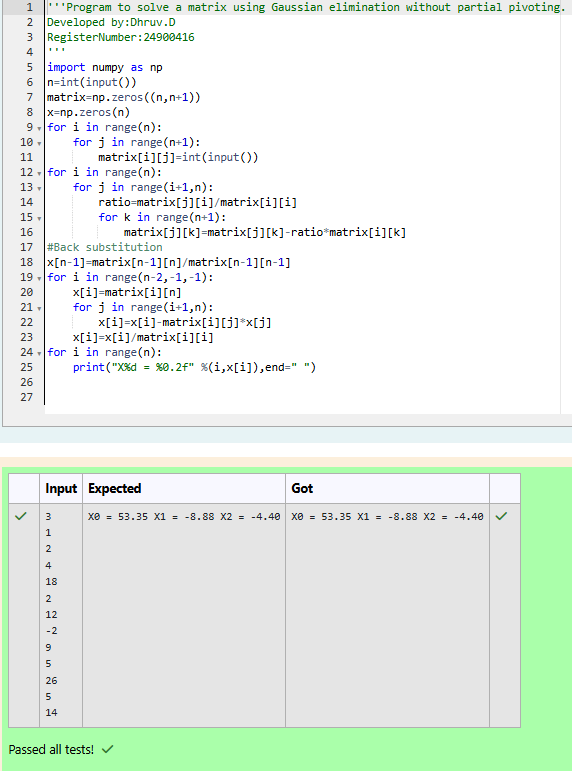 1 '''Program to solve a matrix using Gaussian elimination without partial pivoting.
2 Developed by:Dhruv.D
3 RegisterNumber:24900416
4 '''
5 import numpy as np
6 n=int(input())
7 matrix=np.zeros((n,n+1))
8 x=np.zeros(n)
9 for i in range(n):
10     for j in range(n+1):
11         matrix[i][j]=int(input())
12 for i in range(n):
13     for j in range(i+1,n):
14         ratio=matrix[j][i]/matrix[i][i]
15         for k in range(n+1):
16             matrix[j][k]=matrix[j][k]-ratio*matrix[i][k]
17 #Back substitution
18 x[n-1]=matrix[n-1][n]/matrix[n-1][n-1]
19 for i in range(n-2,-1,-1):
20     x[i]=matrix[i][n]
21     for j in range(i+1,n):
22         x[i]=x[i]-matrix[i][j]*x[j]
23     x[i]=x[i]/matrix[i][i]
24 for i in range(n):
25     print("X%d = %0.2f" %(i,x[i]),end=" ")
26
27
Input Expected Got
3 X0 = 53.35 X1 = -8.88 X2 = -4.40 X0 = 53.35 X1 = -8.88 X2 = -4.40
1
2
4
18
2
12
-2
9
5
26
5
14
Passed all tests!